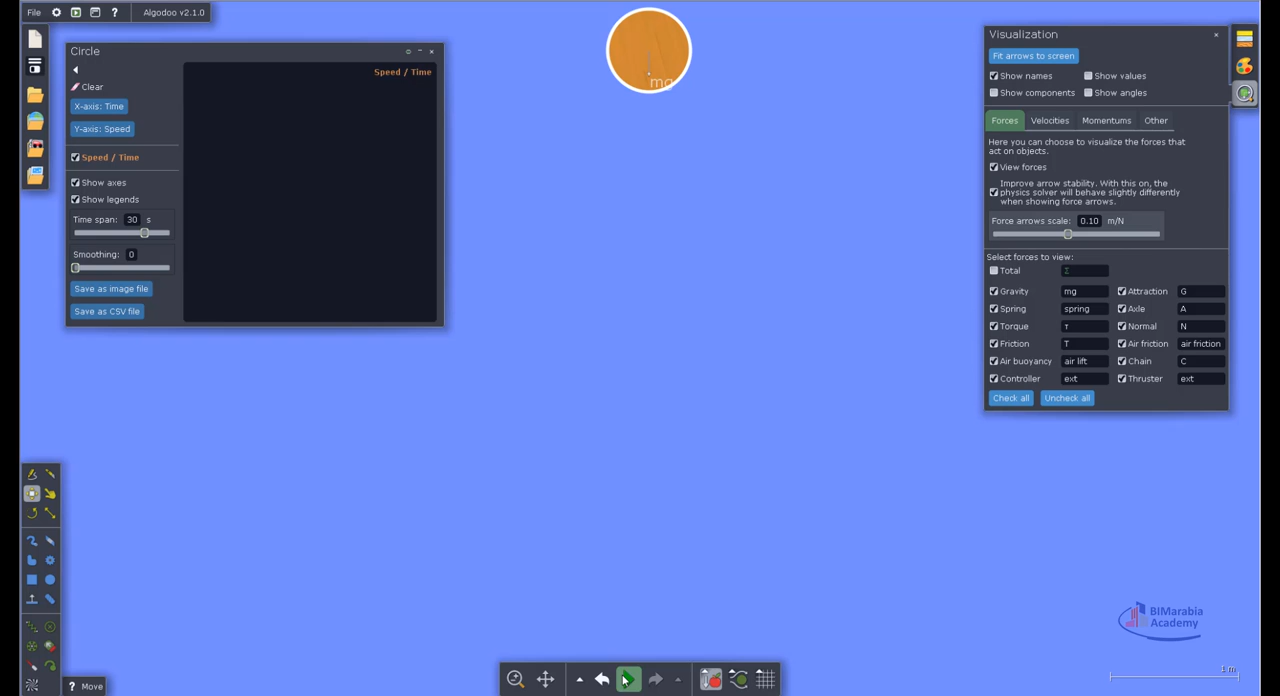 File ? Algodoo v2.1.0
Circle
Clear
X-axis: Time
Y-axis: Speed
Speed / Time
Show axes
Show legends
Time span: 30 s
Smoothing: 0
Save as image file
Save as CSV file
Speed / Time
mg
Visualization
Fit arrows to screen
Show names Show values
Show components Show angles
Forces Velocities Momentums Other
Here you can choose to visualize the forces that
act on objects.
View forces
Improve arrow stability. With this on, the
physics solver will behave slightly differently
when showing force arrows.
Force arrows scale: 0.10 m/N
Select forces to view:
Total Σ
Gravity mg Attraction G
Spring spring Axle A
Torque τ Normal N
Friction T Air friction air friction
Air buoyancy air lift Chain C
Controller ext Thruster ext
Check all Uncheck all
BIMarabia
Academy
1 m
? Move